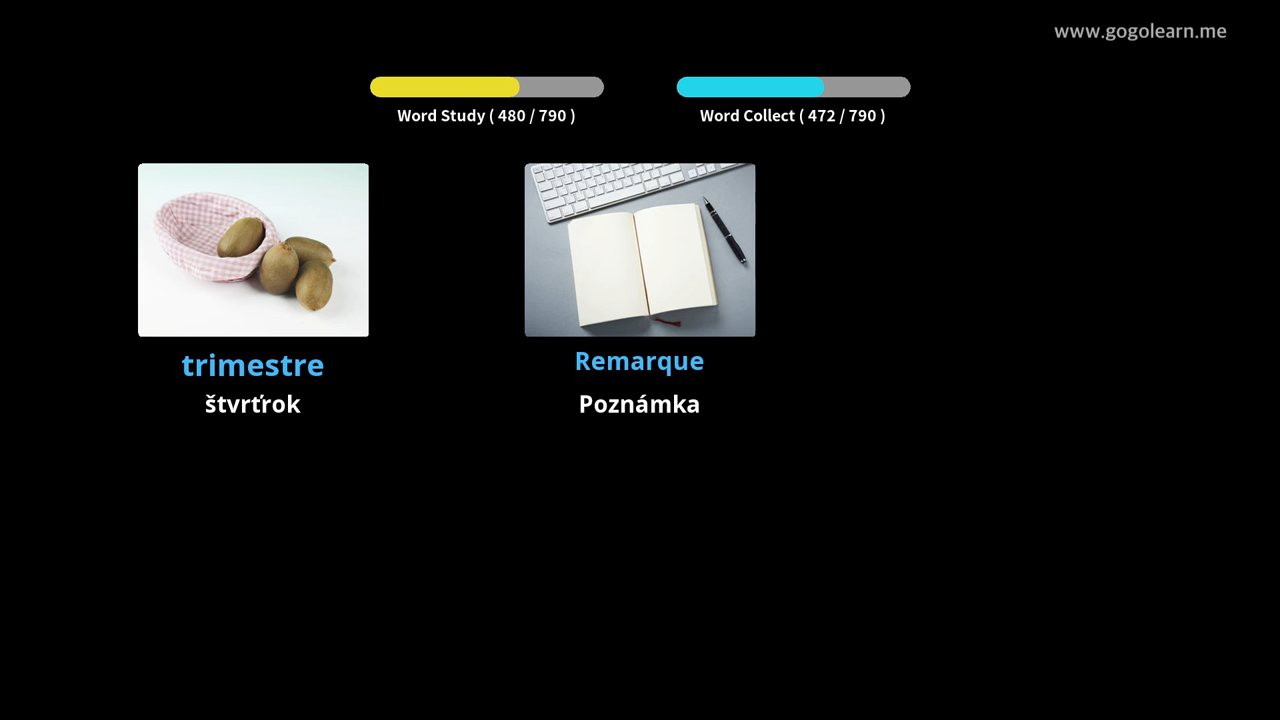 www.gogolearn.me
Word Study ( 480 / 790 )
Word Collect ( 472 / 790 )
trimestre
štvrťrok
Remarque
Poznámka